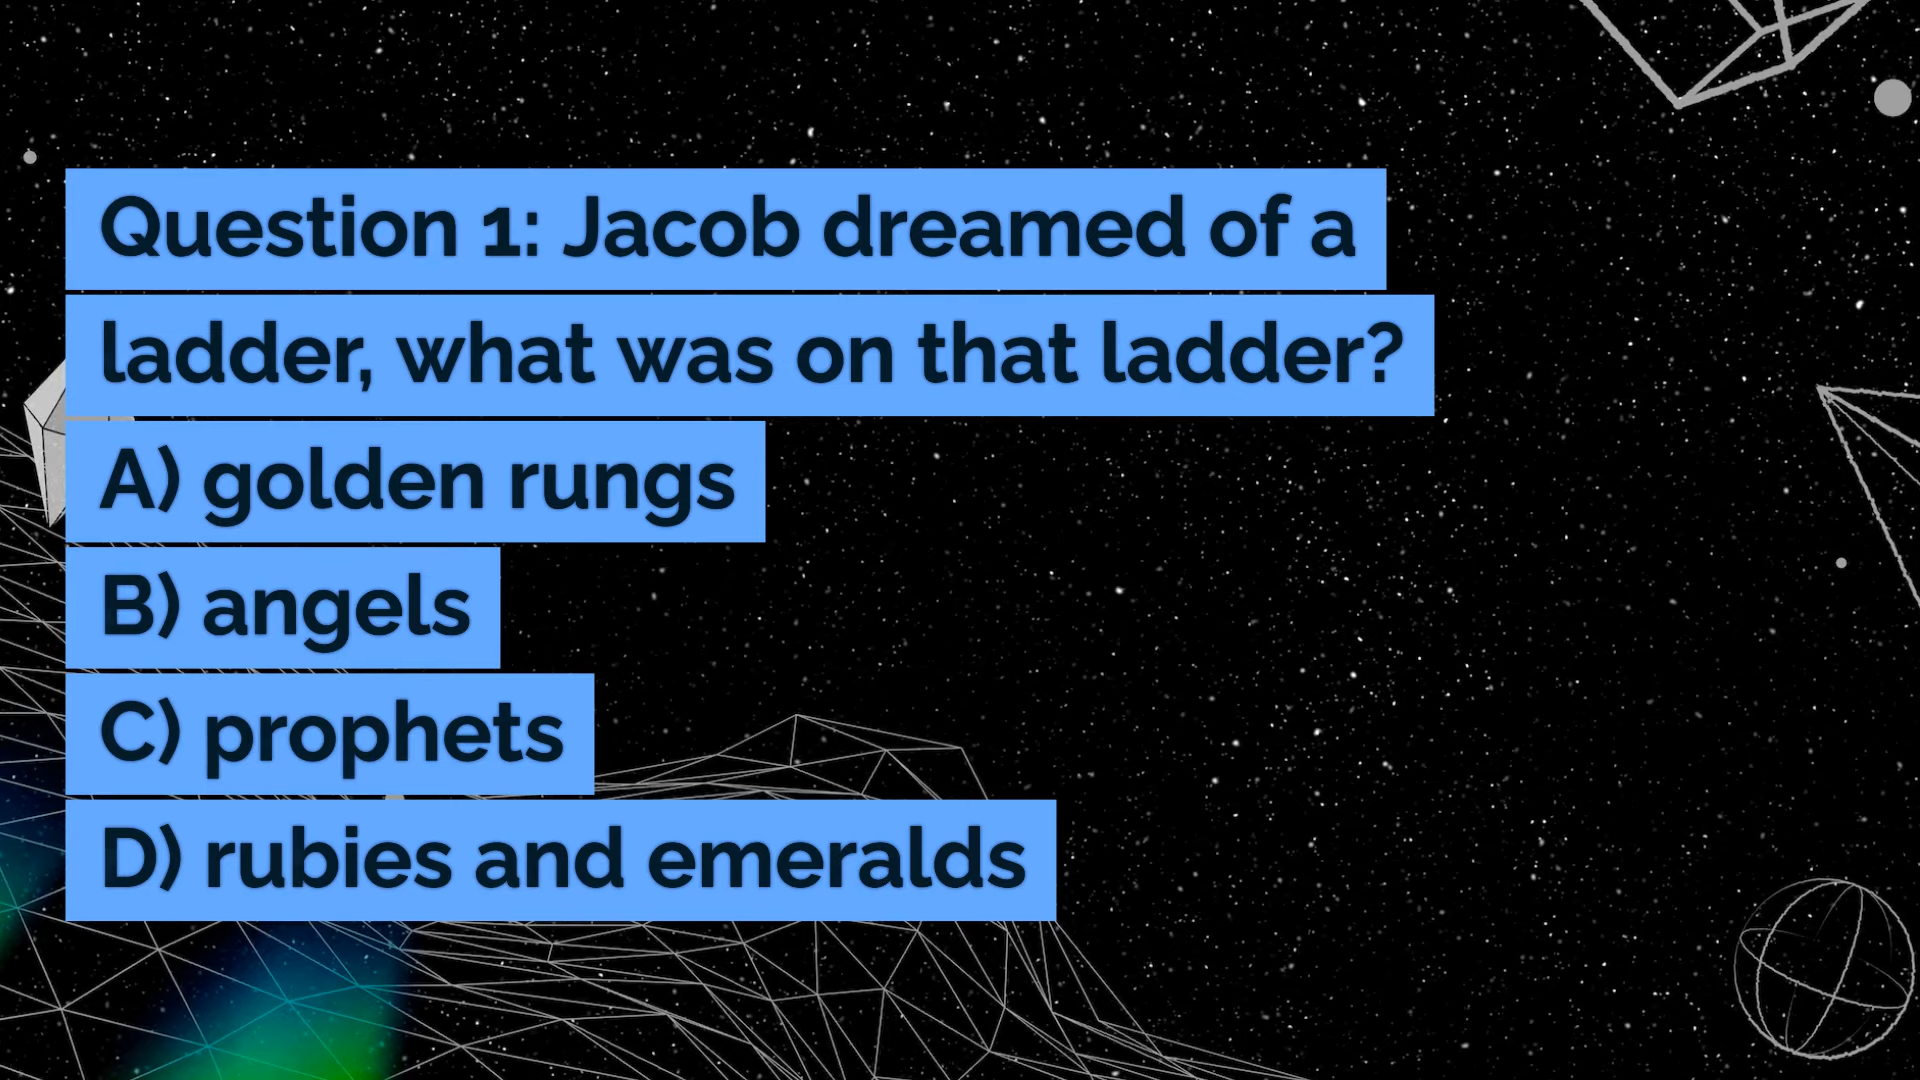 Question 1: Jacob dreamed of a
ladder, what was on that ladder?
A) golden rungs
B) angels
C) prophets
D) rubies and emeralds